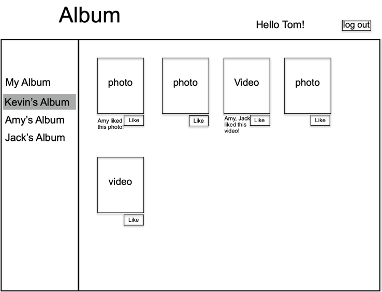 Album
Hello Tom!
log out
My Album
Kevin's Album
Amy's Album
Jack's Album
photo
photo
Video
photo
Amy liked
this photo!
Like
Like
Amy, Jack
liked this
video!
Like
Like
video
Like